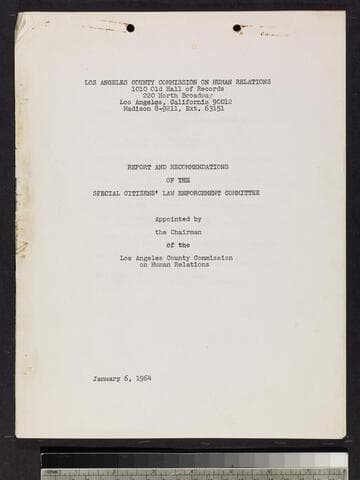 LOS ANGELES COUNTY COMMISSION ON HUMAN RELATIONS
1010 Old Hall of Records
220 North Broadway
Los Angeles, California 90012
Madison 8-9211, Ext. 63151
REPORT AND RECOMMENDATIONS
OF THE
SPECIAL CITIZENS' LAW ENFORCEMENT COMMITTEE
Appointed by
the Chairman
of the
Los Angeles County Commission
on Human Relations
January 6, 1964